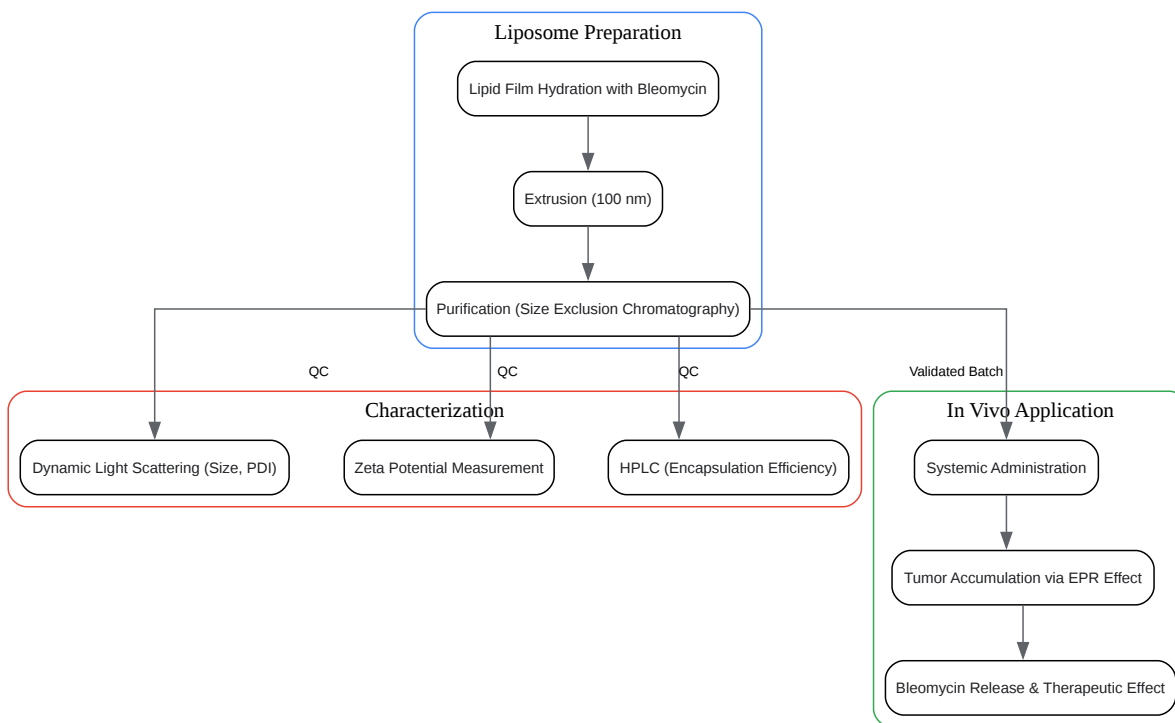 Liposome Preparation
Lipid Film Hydration with Bleomycin
Extrusion (100 nm)
Purification (Size Exclusion Chromatography)
QC
QC
QC
Validated Batch
Characterization
In Vivo Application
Dynamic Light Scattering (Size, PDI)
Zeta Potential Measurement
HPLC (Encapsulation Efficiency)
Systemic Administration
Tumor Accumulation via EPR Effect
Bleomycin Release & Therapeutic Effect